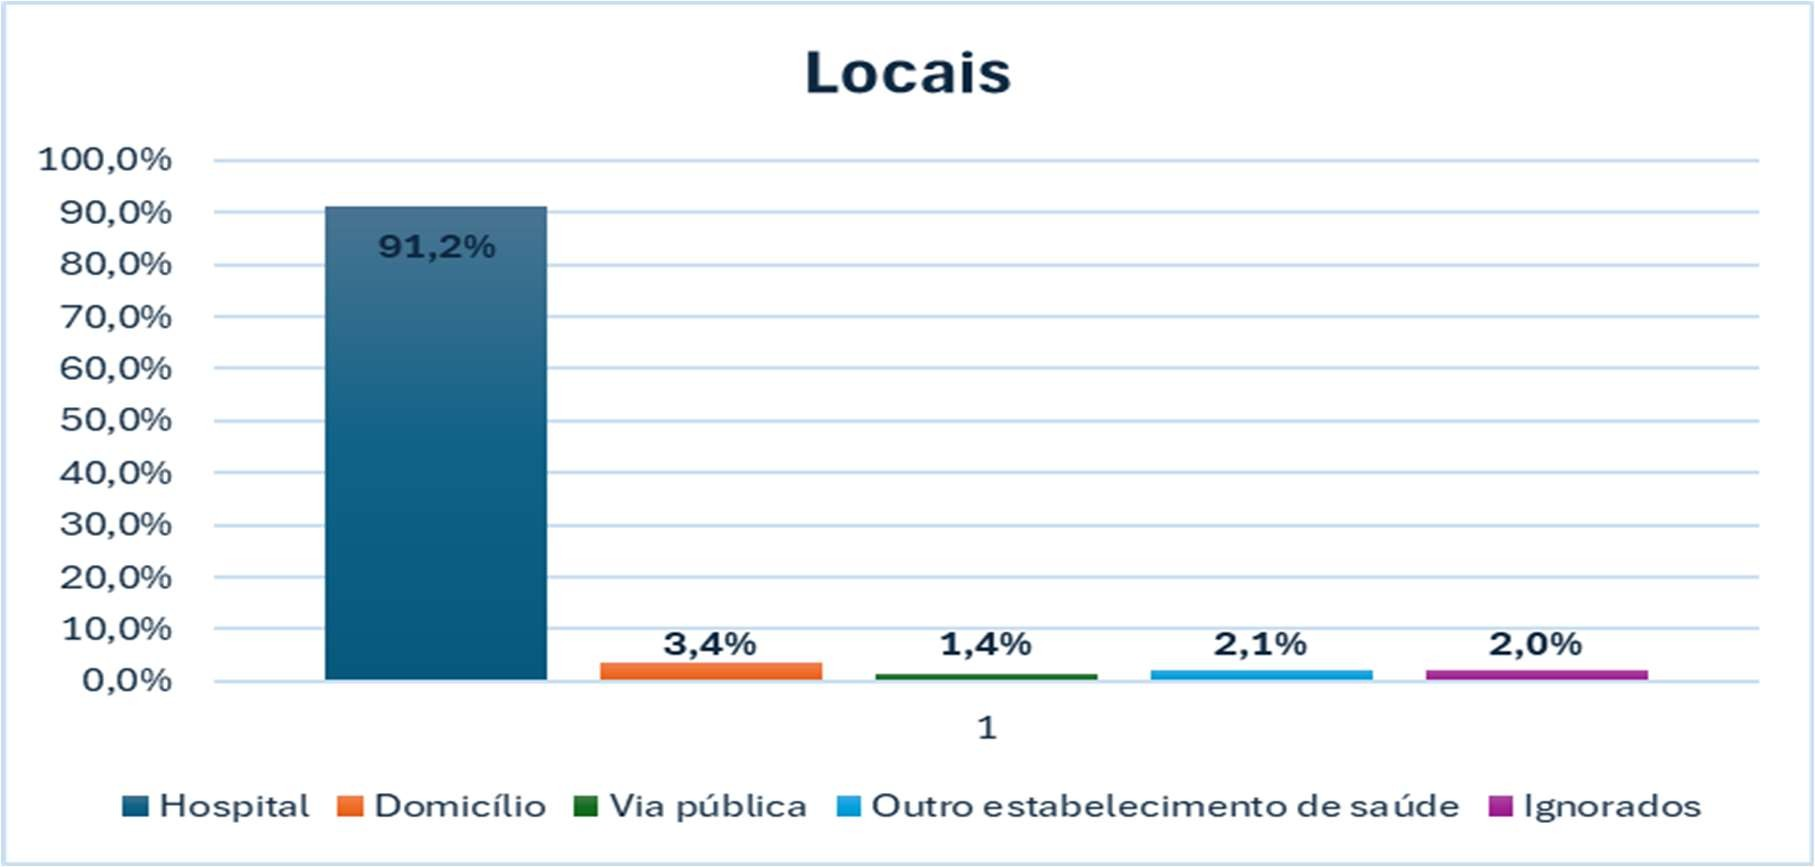 Locais
100,0%
90,0%
80,0%
70,0%
60,0%
50,0%
40,0%
30,0%
20,0%
10,0%
0,0%
91,2%
3,4%
1,4%
2,1%
2,0%
1
Hospital
Domicílio
Via pública
Outro estabelecimento de saúde
Ignorados